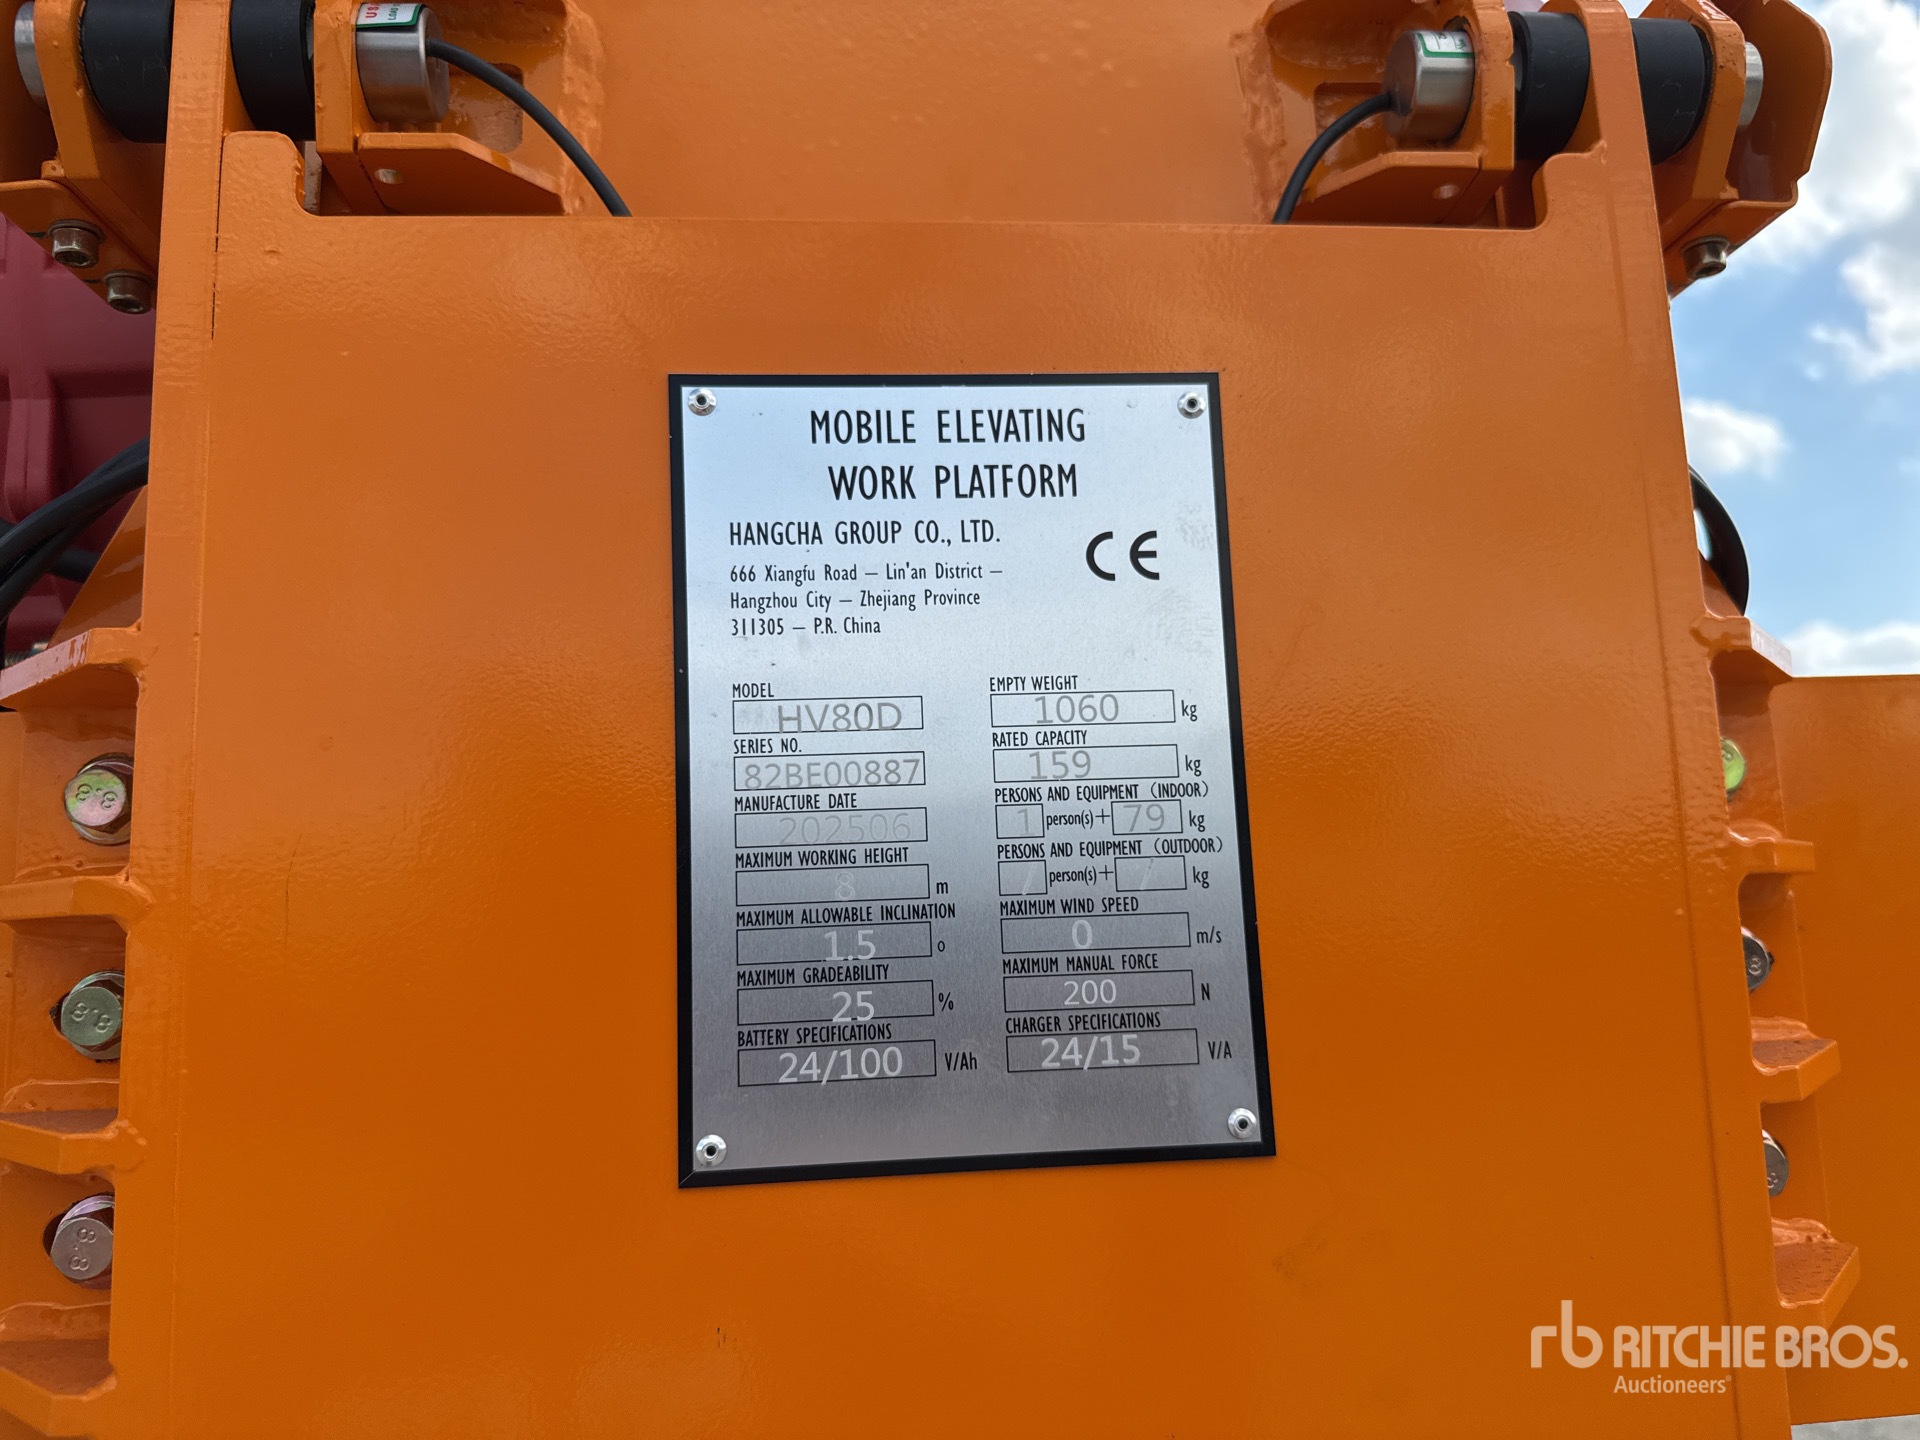 USA
MOBILE ELEVATING
WORK PLATFORM
HANGCHA GROUP CO., LTD.
CE
666 Xiangfu Road – Lin'an District –
Hangzhou City – Zhejiang Province
311305 – P.R. China
MODEL
HV80D
EMPTY WEIGHT
1060 kg
SERIES NO.
82BE00887
RATED CAPACITY
159 kg
MANUFACTURE DATE
202506
PERSONS AND EQUIPMENT (INDOOR)
1 person(s)+ 79 kg
MAXIMUM WORKING HEIGHT
8 m
PERSONS AND EQUIPMENT (OUTDOOR)
/ person(s)+ / kg
MAXIMUM ALLOWABLE INCLINATION
1.5 o
MAXIMUM WIND SPEED
0 m/s
MAXIMUM GRADEABILITY
25 %
MAXIMUM MANUAL FORCE
200 N
BATTERY SPECIFICATIONS
24/100 V/Ah
CHARGER SPECIFICATIONS
24/15 V/A
8.8
8.8
8.8
rb RITCHIE BROS.
Auctioneers